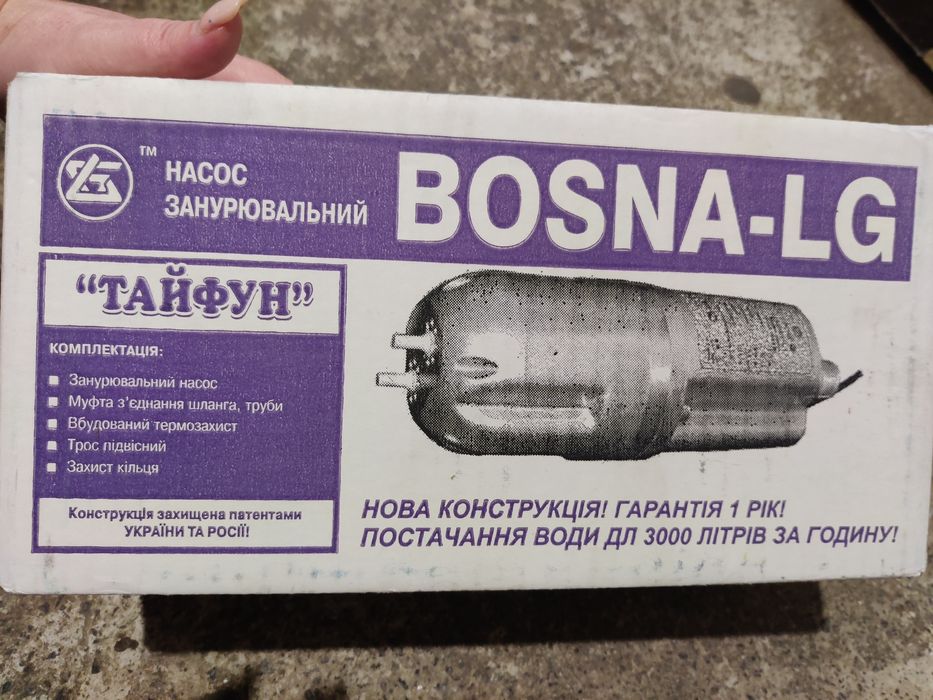 TM
НАСОС
ЗАНУРЮВАЛЬНИЙ
BOSNA-LG
“ТАЙФУН”
КОМПЛЕКТАЦІЯ:
Занурювальний насос
Муфта з’єднання шланга, труби
Вбудований термозахист
Трос підвісний
Захист кільця
Конструкція захищена патентами
УКРАЇНИ ТА РОСІЇ!
НОВА КОНСТРУКЦІЯ! ГАРАНТІЯ 1 РІК!
ПОСТАЧАННЯ ВОДИ ДЛ 3000 ЛІТРІВ ЗА ГОДИНУ!